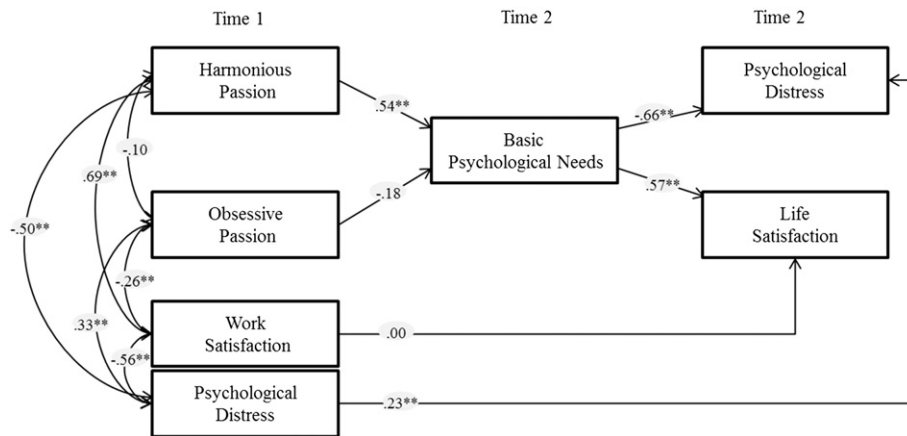 Time 1
Time 2
Time 2
Harmonious
Passion
Psychological
Distress
.54**
-.66**
Basic
Psychological Needs
-.10
.69**
-.18
.57**
Obsessive
Passion
Life
Satisfaction
-.50**
-.26**
.33**
Work
Satisfaction
.00
-.56**
Psychological
Distress
.23**